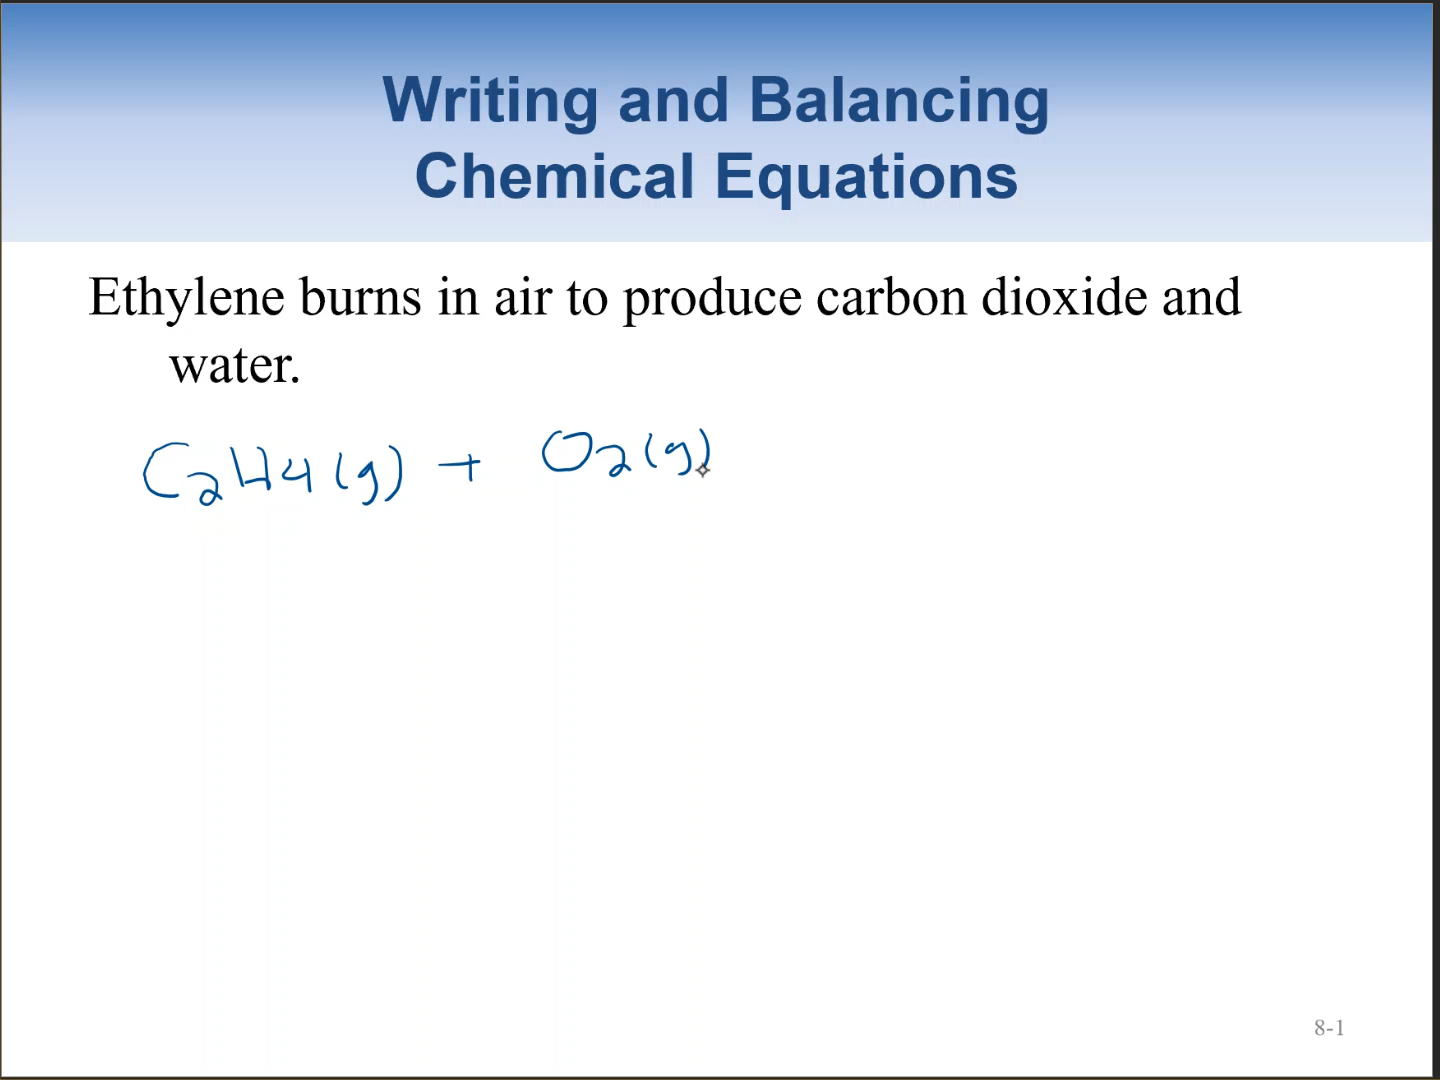 Writing and Balancing
Chemical Equations
Ethylene burns in air to produce carbon dioxide and
water.
C2H4(g) + O2(g)
8-1